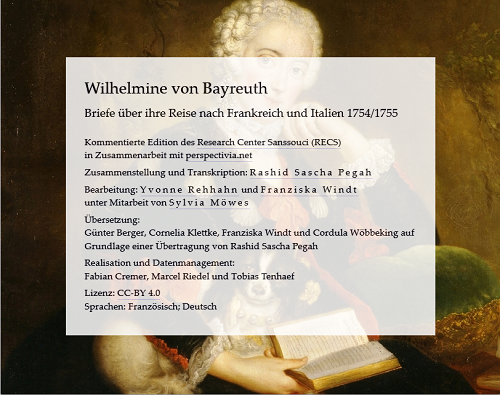 Wilhelmine von Bayreuth
Briefe über ihre Reise nach Frankreich und Italien 1754/1755
Kommentierte Edition des Research Center Sanssouci (RECS)
in Zusammenarbeit mit perspectivia.net
Zusammenstellung und Transkription: Rashid Sascha Pegah
Bearbeitung: Yvonne Rehhahn und Franziska Windt
unter Mitarbeit von Sylvia Möwes
Übersetzung:
Günter Berger, Cornelia Klettke, Franziska Windt und Cordula Wöbbeking auf
Grundlage einer Übertragung von Rashid Sascha Pegah
Realisation und Datenmanagement:
Fabian Cremer, Marcel Riedel und Tobias Tenhaef
Lizenz: CC-BY 4.0
Sprachen: Französisch; Deutsch